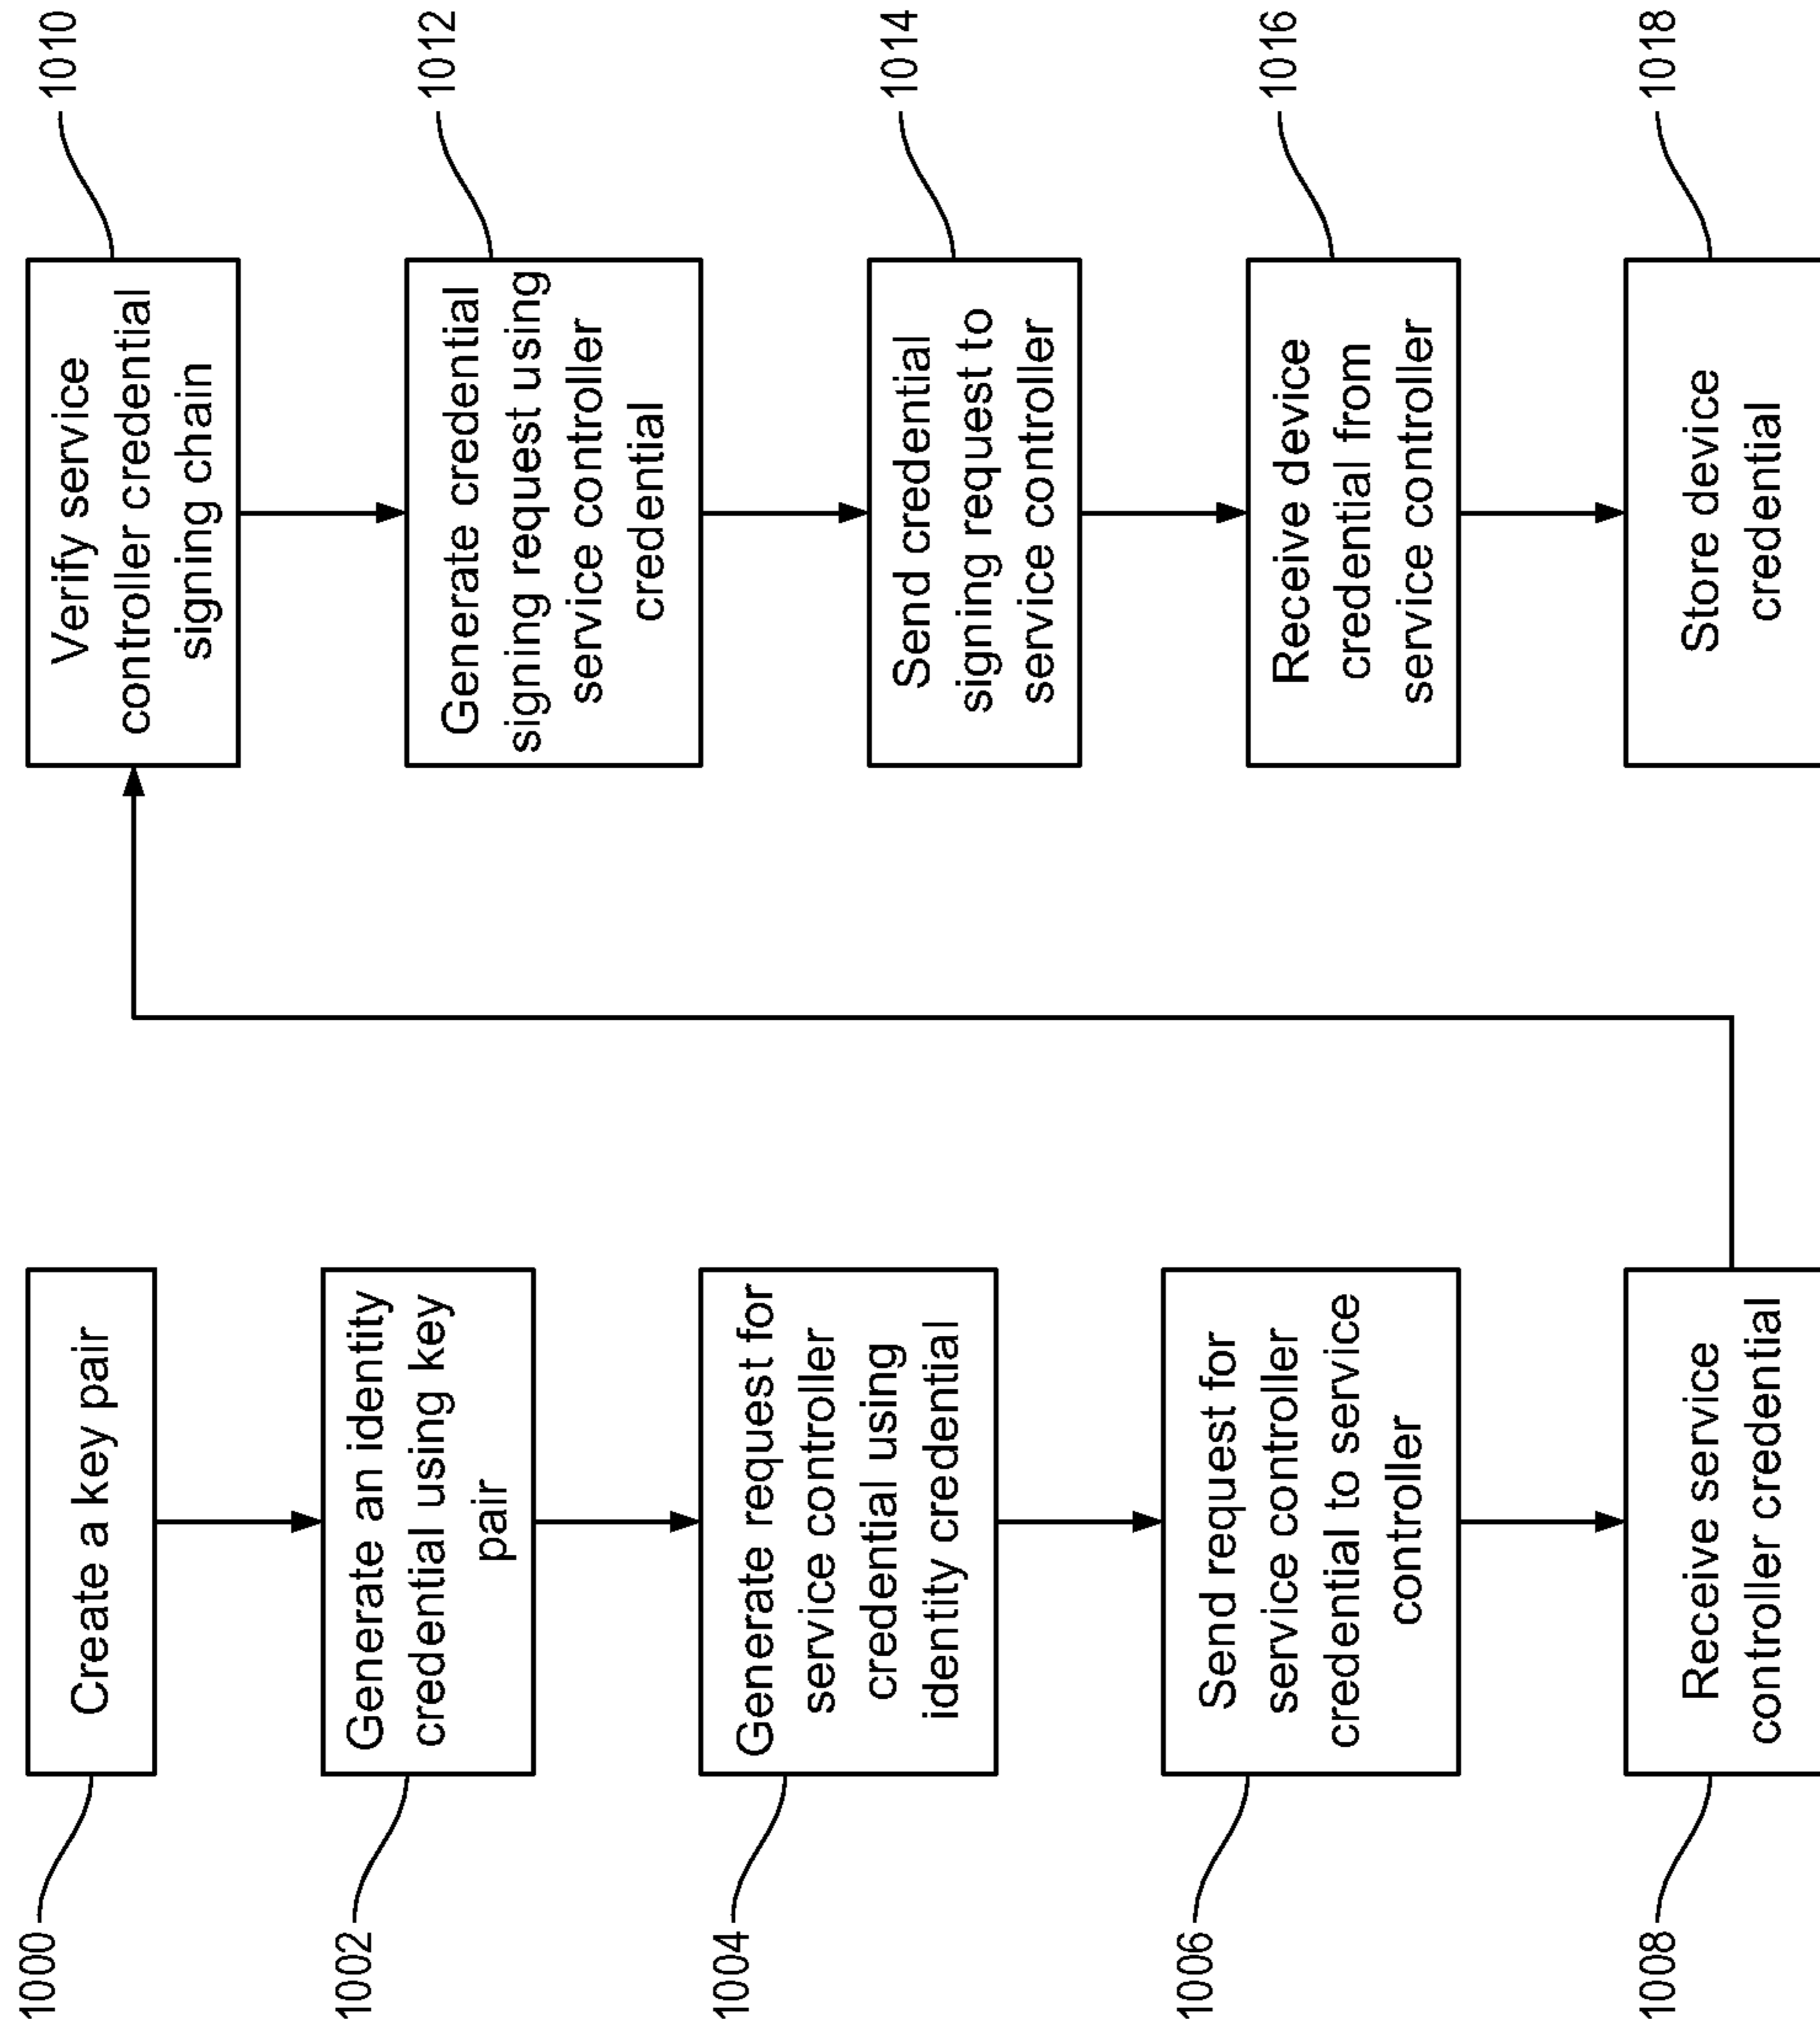 1000
Create a key pair
1002
Generate an identity
credential using key
pair
1004
Generate request for
service controller
credential using
identity credential
1006
Send request for
service controller
credential to service
controller
1008
Receive service
controller credential
1010
Verify service
controller credential
signing chain
1012
Generate credential
signing request using
service controller
credential
1014
Send credential
signing request to
service controller
1016
Receive device
credential from
service controller
1018
Store device
credential